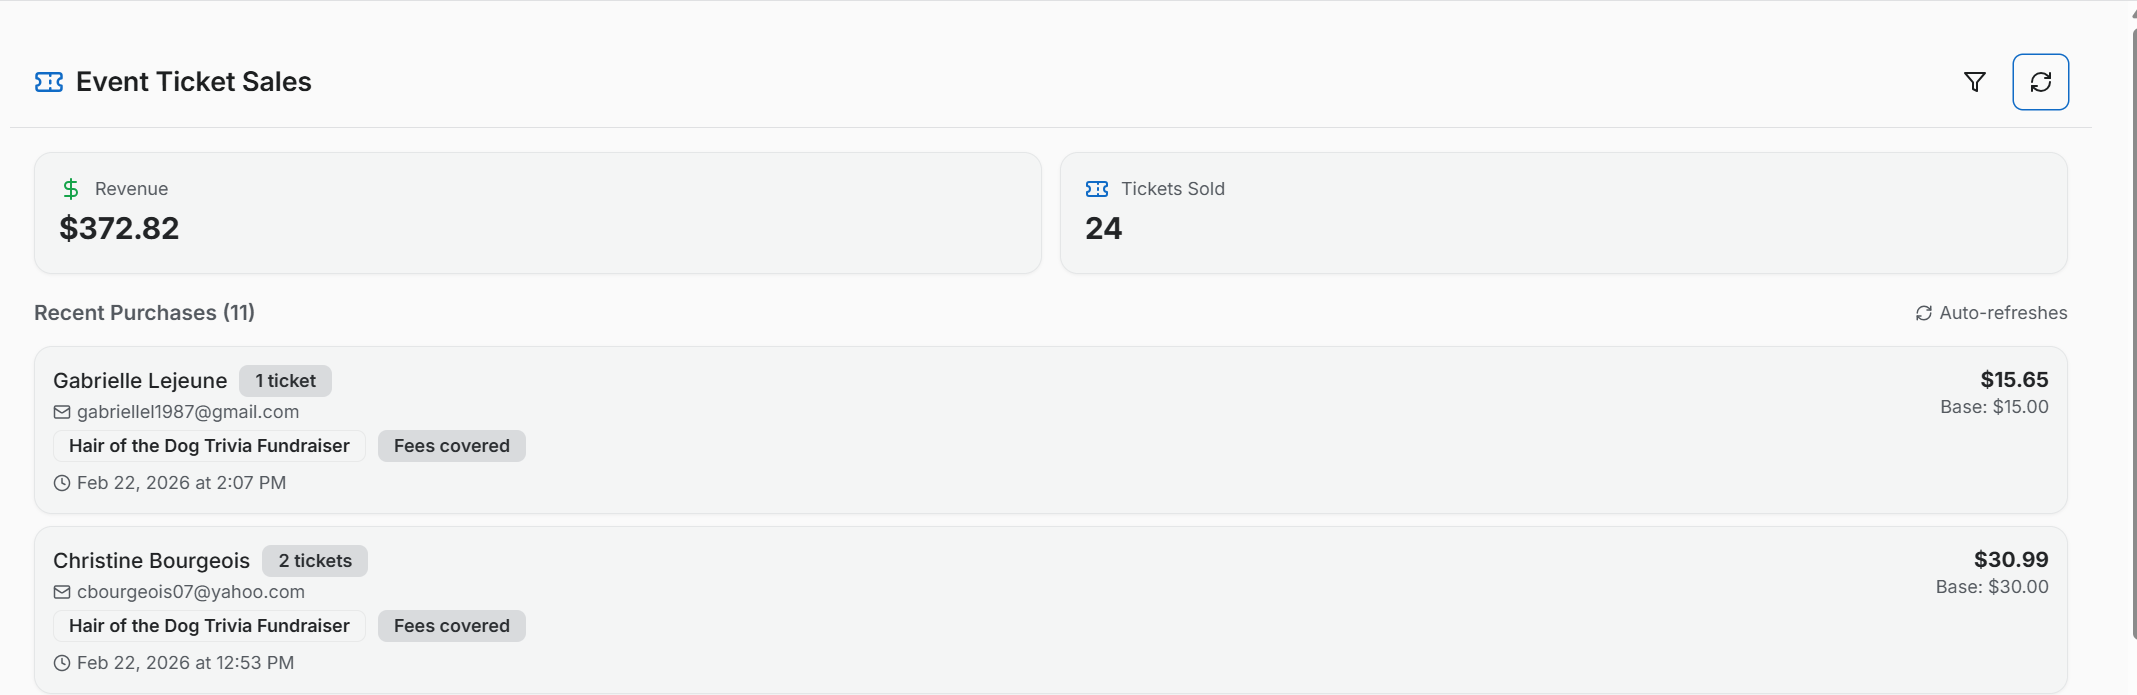 Event Ticket Sales
Revenue
$372.82
Tickets Sold
24
Recent Purchases (11)
Auto-refreshes
Gabrielle Lejeune 1 ticket
$15.65
gabriellel1987@gmail.com
Base: $15.00
Hair of the Dog Trivia Fundraiser Fees covered
Feb 22, 2026 at 2:07 PM
Christine Bourgeois 2 tickets
$30.99
cbourgeois07@yahoo.com
Base: $30.00
Hair of the Dog Trivia Fundraiser Fees covered
Feb 22, 2026 at 12:53 PM